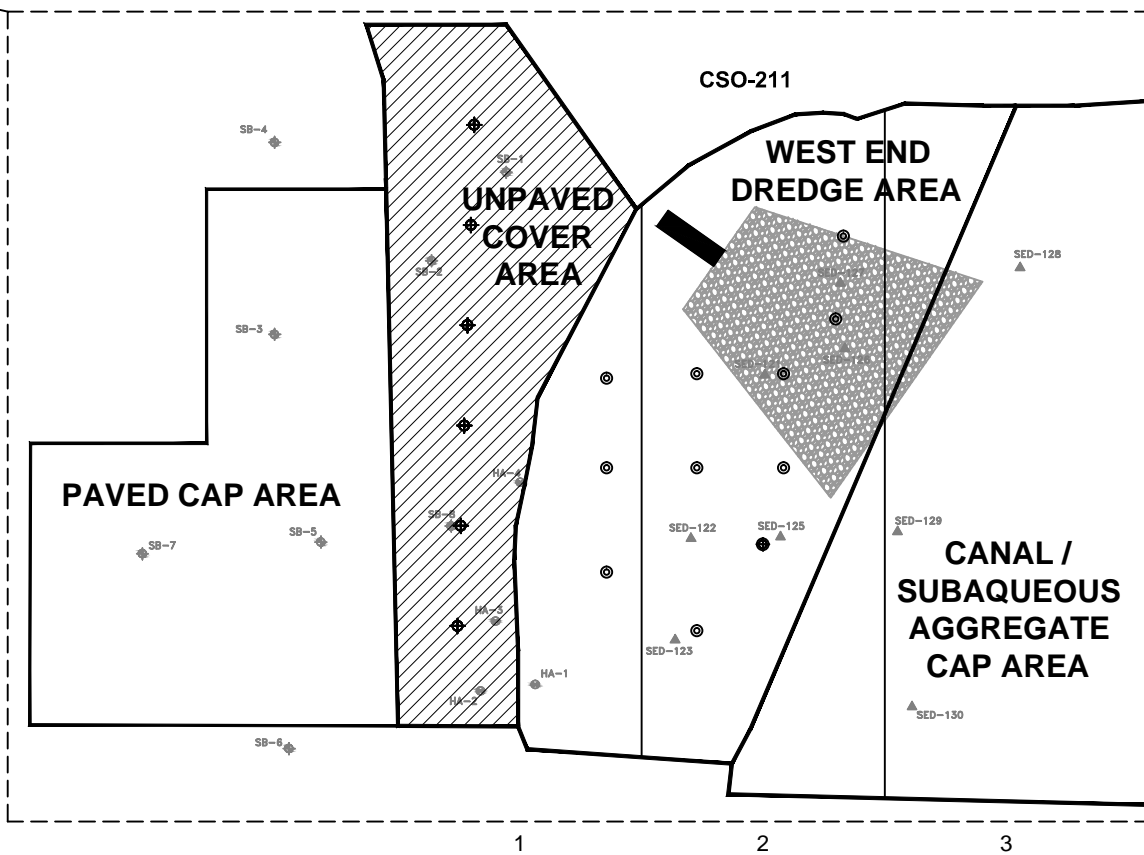 CSO-211
SB-4
SB-1
WEST END
DREDGE AREA
UNPAVED
COVER
AREA
SB-2
SED-128
SB-3
HA-4
PAVED CAP AREA
SB-8
SB-5
SB-7
SED-122
SED-125
SED-129
CANAL /
SUBAQUEOUS
AGGREGATE
CAP AREA
HA-3
SED-123
HA-1
HA-2
SED-130
SB-6
1
2
3